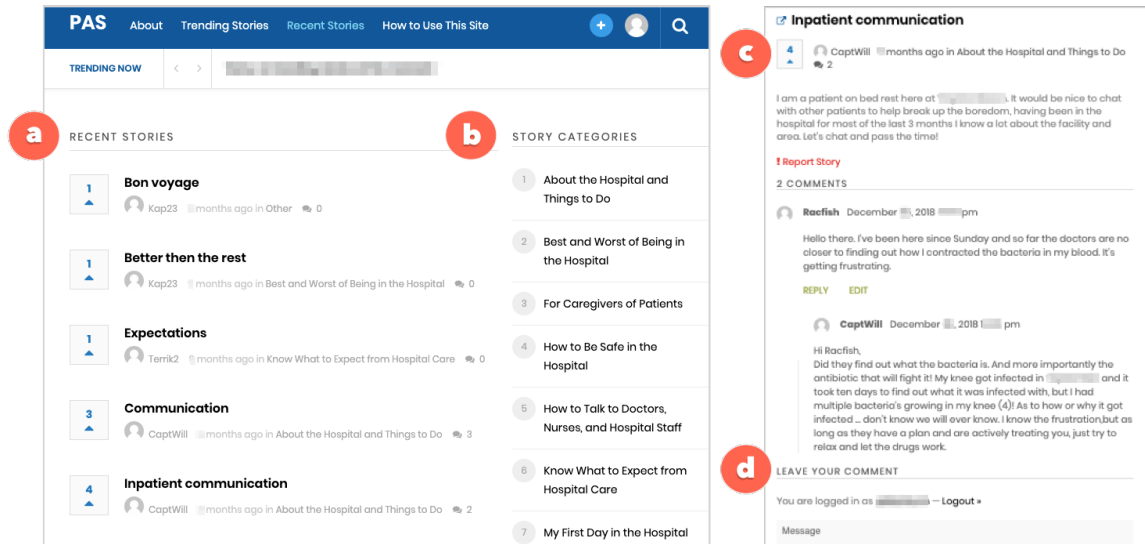 PAS About Trending Stories Recent Stories How to Use This Site
TRENDING NOW
a
RECENT STORIES
1
Bon voyage
Kap23 months ago in Other 0
1
Better then the rest
Kap23 months ago in Best and Worst of Being in the Hospital 0
1
Expectations
Terrik2 months ago in Know What to Expect from Hospital Care 0
3
Communication
CaptWill months ago in About the Hospital and Things to Do 3
4
Inpatient communication
CaptWill months ago in About the Hospital and Things to Do 2
b
STORY CATEGORIES
1 About the Hospital and
Things to Do
2 Best and Worst of Being in
the Hospital
3 For Caregivers of Patients
4 How to Be Safe in the
Hospital
5 How to Talk to Doctors,
Nurses, and Hospital Staff
6 Know What to Expect from
Hospital Care
7 My First Day in the Hospital
c
Inpatient communication
4
CaptWill months ago in About the Hospital and Things to Do
2
I am a patient on bed rest here at . It would be nice to chat
with other patients to help break up the boredom, having been in the
hospital for most of the last 3 months I know a lot about the facility and
area. Let's chat and pass the time!
! Report Story
2 COMMENTS
Racfish December , 2018 pm
Hello there. I've been here since Sunday and so far the doctors are no
closer to finding out how I contracted the bacteria in my blood. It's
getting frustrating.
REPLY EDIT
CaptWill December , 2018 1 pm
Hi Racfish,
Did they find out what the bacteria is. And more importantly the
antibiotic that will fight it! My knee got infected in and it
took ten days to find out what it was infected with, but I had
multiple bacteria's growing in my knee (4)! As to how or why it got
infected ... don't know we will ever know. I know the frustration,but as
long as they have a plan and are actively treating you, just try to
relax and let the drugs work.
d
LEAVE YOUR COMMENT
You are logged in as — Logout »
Message